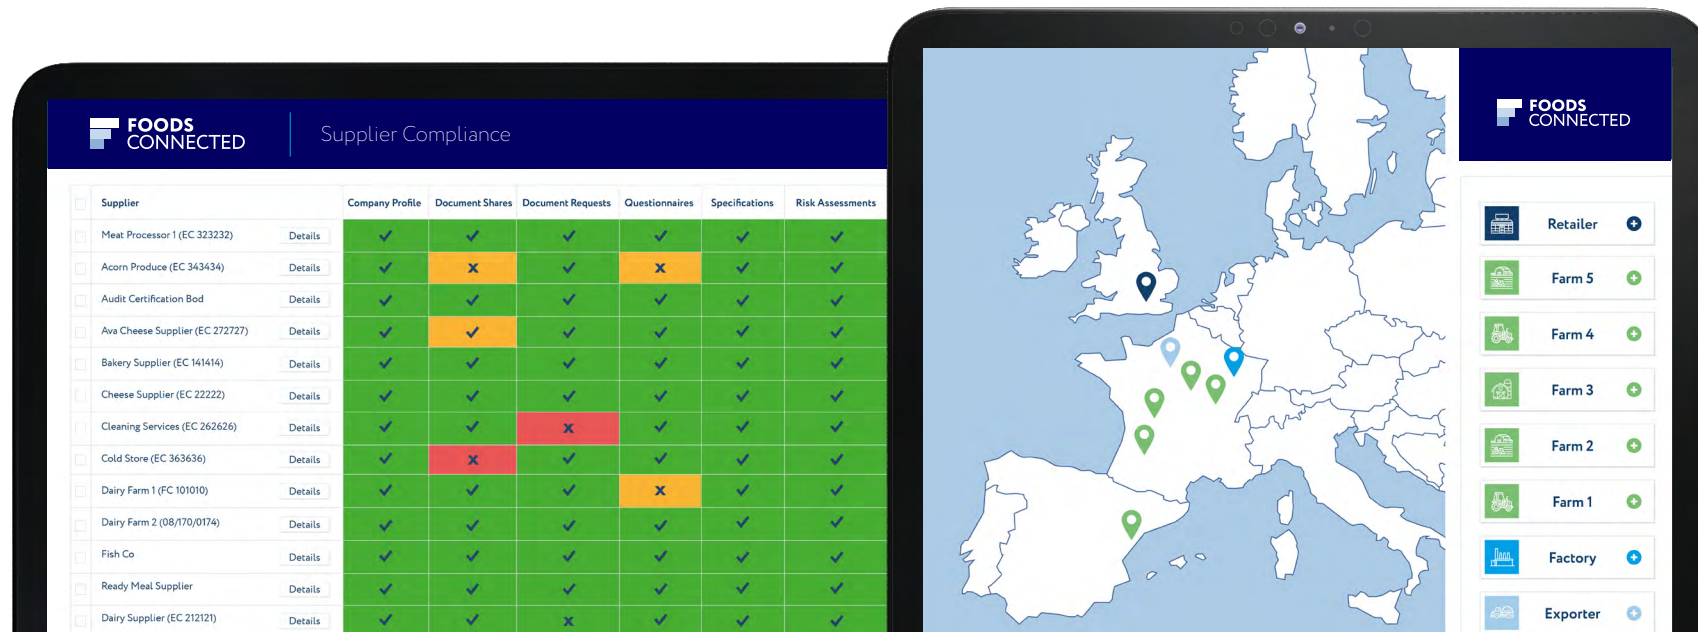 FOODS
CONNECTED
Supplier Compliance
Supplier Company Profile Document Shares Document Requests Questionnaires Specifications Risk Assessments
Meat Processor 1 (EC 323232) Details
Acorn Produce (EC 343434) Details
Audit Certification Bod Details
Ava Cheese Supplier (EC 272727) Details
Bakery Supplier (EC 141414) Details
Cheese Supplier (EC 22222) Details
Cleaning Services (EC 262626) Details
Cold Store (EC 363636) Details
Dairy Farm 1 (FC 101010) Details
Dairy Farm 2 (08/170/0174) Details
Fish Co Details
Ready Meal Supplier Details
Dairy Supplier (EC 212121) Details
FOODS
CONNECTED
Retailer
Farm 5
Farm 4
Farm 3
Farm 2
Farm 1
Factory
Exporter